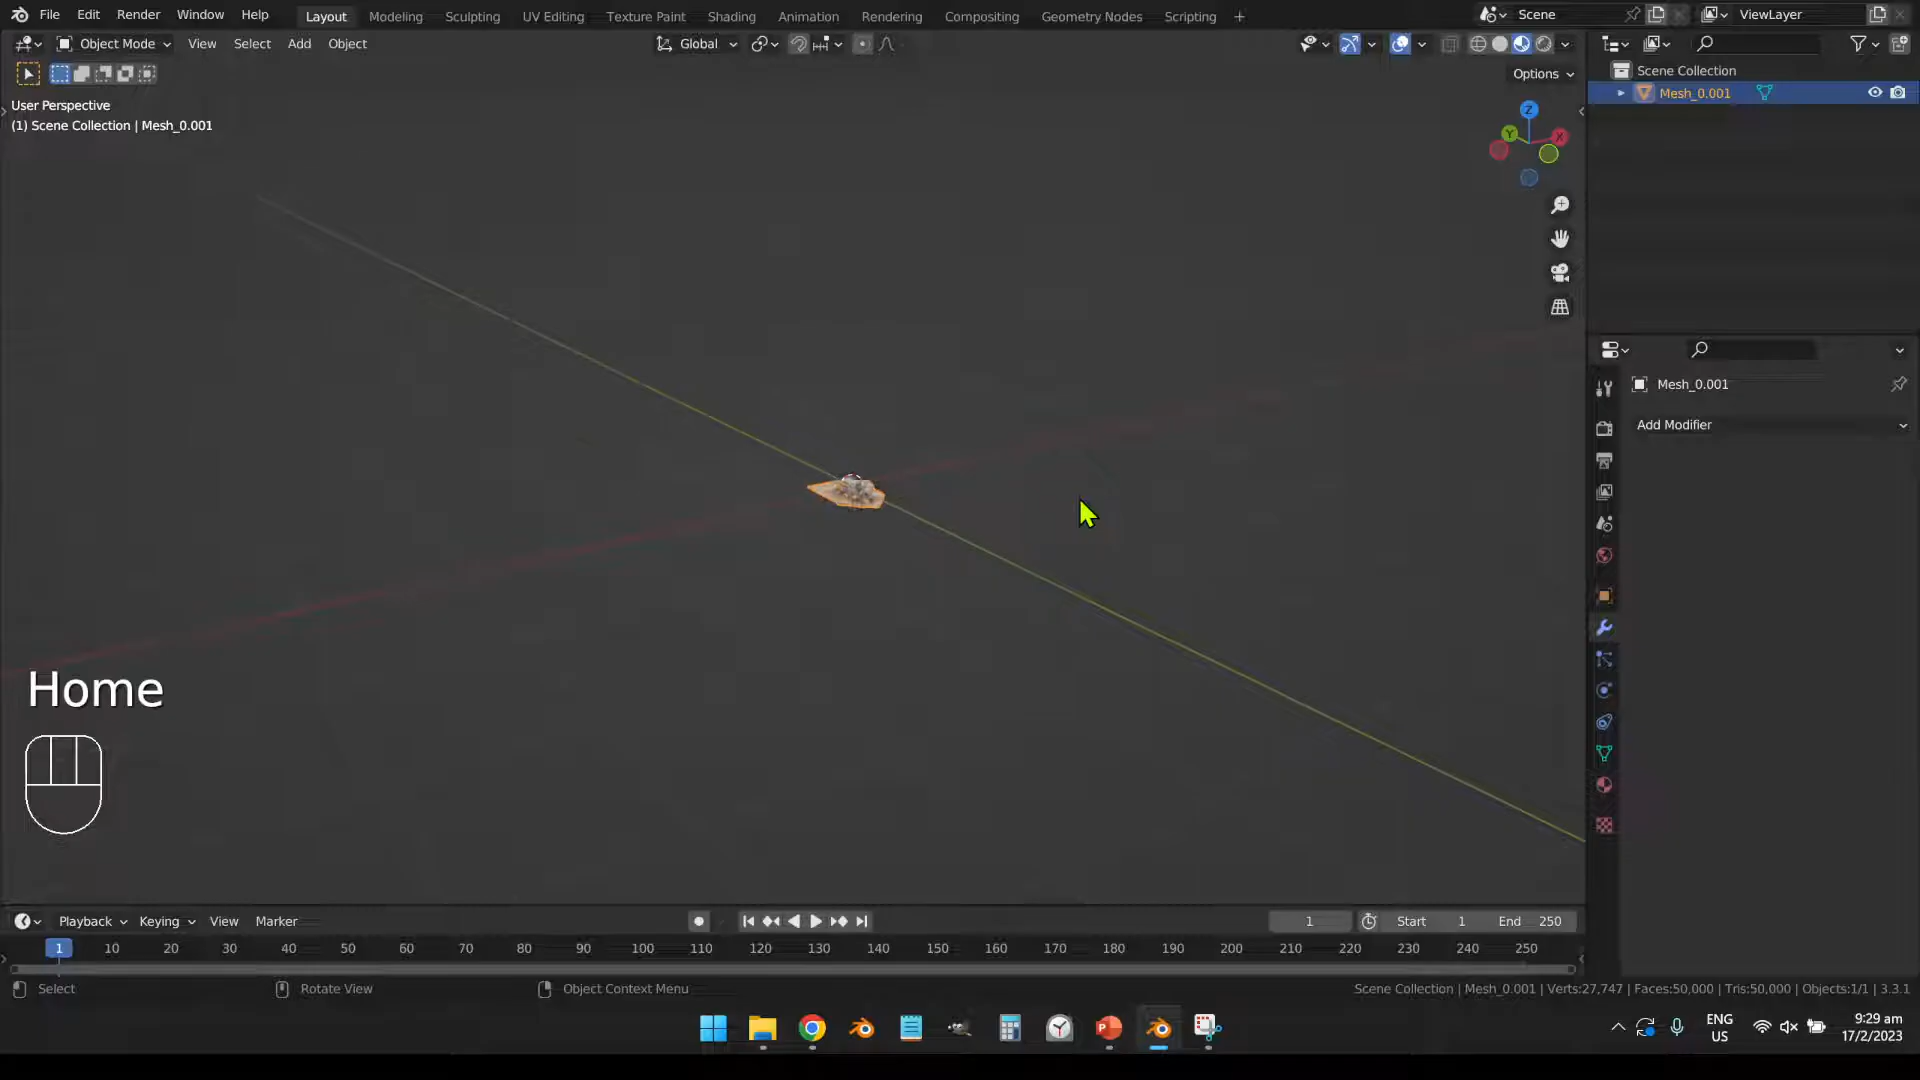 File Edit Render Window Help Layout Modeling Sculpting UV Editing Texture Paint Shading Animation Rendering Compositing Geometry Nodes Scripting Scene ViewLayer
Object Mode View Select Add Object Global
Options
Scene Collection
Mesh_0.001
User Perspective
(1) Scene Collection | Mesh_0.001
Z
Y
X
Mesh_0.001
Add Modifier
Home
Playback Keying View Marker 1 Start 1 End 250
1 10 20 30 40 50 60 70 80 90 100 110 120 130 140 150 160 170 180 190 200 210 220 230 240 250
Select Rotate View Object Context Menu Scene Collection | Mesh_0.001 | Verts:27,747 | Faces:50,000 | Tris:50,000 | Objects:1/1 | 3.3.1
ENG
US
9:29 am
17/2/2023